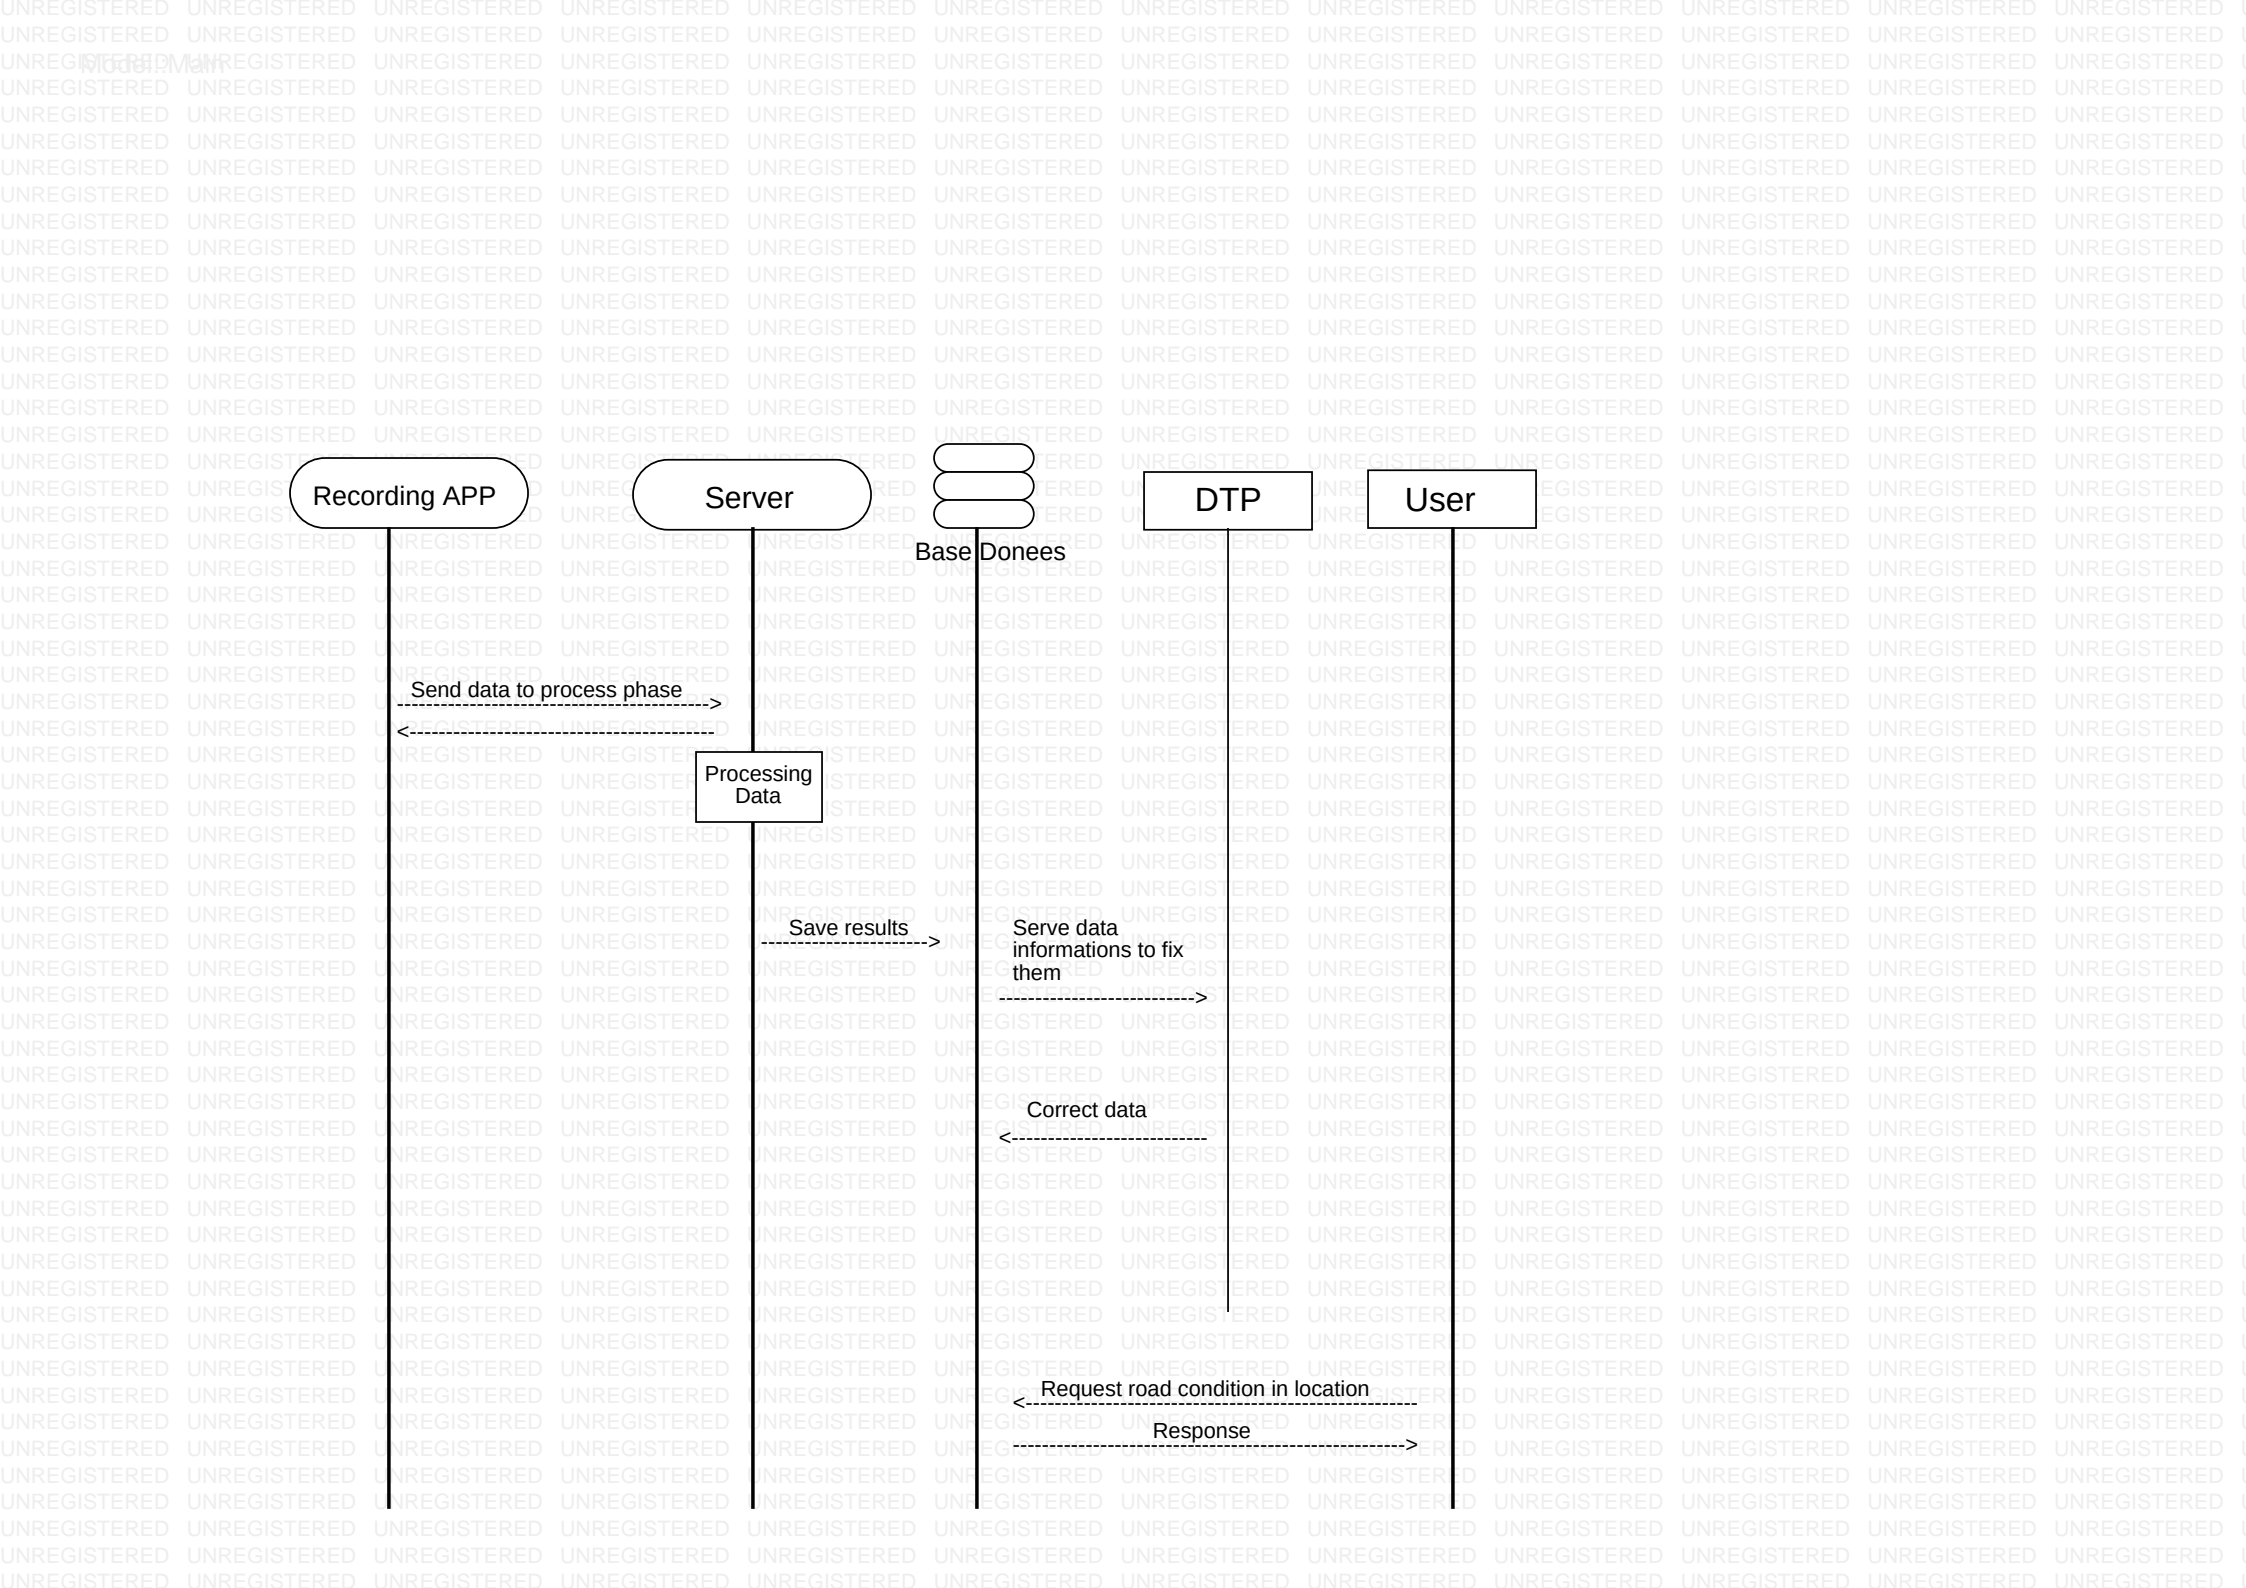 Model::Main
Recording APP
Server
Base Donees
DTP
User
Send data to process phase
----------------------------------------->
<-----------------------------------------
Processing
Data
Save results
----------------------->
Serve data
informations to fix
them
--------------------------->
Correct data
<---------------------------
Request road condition in location
<------------------------------------------------------
Response
------------------------------------------------------>
UNREGISTERED